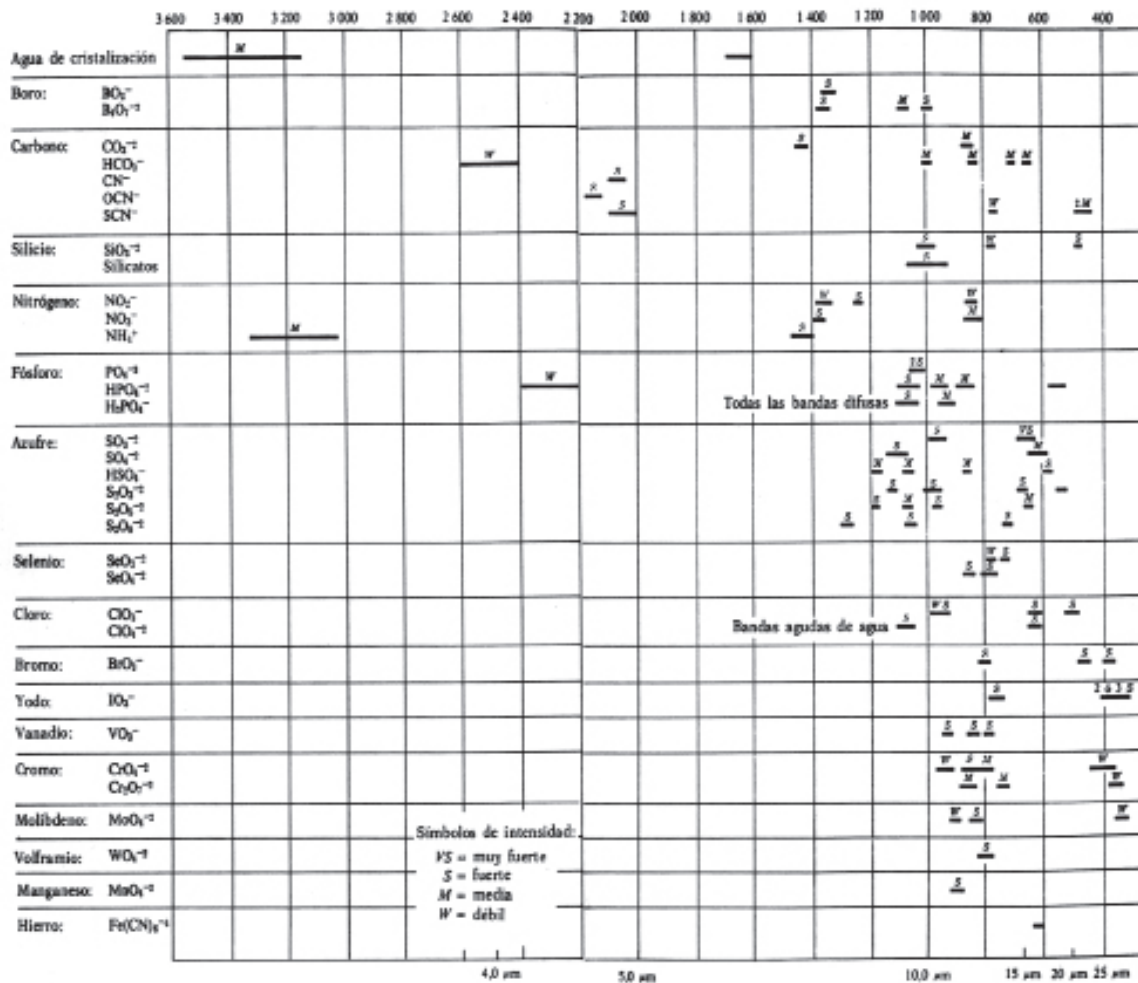 3 600 3 200 3 000 2 600 2 400 2 200 2 000 1 600 1 400 1 200 1 000 800 600 400
Agua de cristalización M
Boro: BO₂⁻ S
B₄O₇⁻² S M S
Carbono: CO₃⁻² S M
HCO₃⁻ W M M M M
CN⁻ S
OCN⁻ S
SCN⁻ S W 2M
Silicio: SiO₃⁻² S W S
Silicatos S
Nitrógeno: NO₂⁻ W S W
NO₃⁻ S M
NH₄⁺ M S
Fósforo: PO₄⁻³
HPO₄⁻² W S M M
H₂PO₄⁻ Todas las bandas difusas S M
Azufre: SO₃⁻² S VS
SO₄⁻² S M
HSO₄⁻ M M M S
S₂O₃⁻² S S S
S₂O₅⁻² S M S M
S₂O₈⁻² S S S
Selenio: SeO₃⁻² W S
SeO₄⁻² S S
Cloro: ClO₃⁻ W S S S
ClO₄⁻² Bandas agudas de agua S S
Bromo: BrO₃⁻ S S S
Yodo: IO₃⁻ S 2 ó 3 S
Vanadio: VO₃⁻ S S S
Cromo: CrO₄⁻² W S M W
Cr₂O₇⁻² M M W
Molibdeno: MoO₄⁻² W S W
Volframio: WO₄⁻² S
Manganeso: MnO₄⁻² S
Hierro: Fe(CN)₆⁻⁴
Símbolos de intensidad:
VS = muy fuerte
S = fuerte
M = media
W = débil
4,0 µm 5,0 µm 10,0 µm 15 µm 20 µm 25 µm